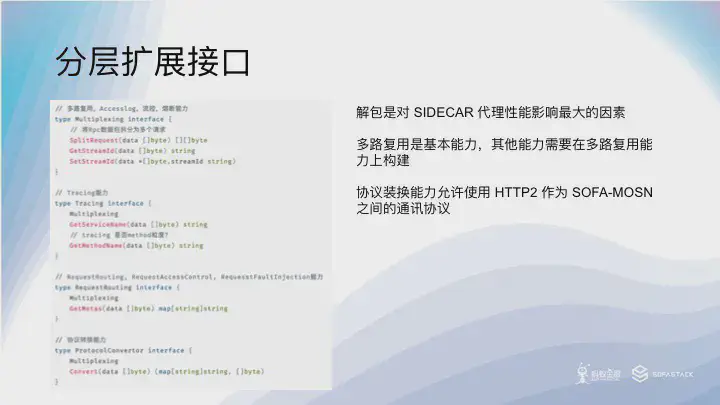 分层扩展接口
// 多路复用，Accesslog，流控，熔断能力
type Multiplexing interface {
// 将Rpc数据包拆分为多个请求
SplitRequest(data []byte) [][]byte
GetStreamId(data []byte) string
SetStreamId(data *[]byte,streamId string)
}
// Tracing能力
type Tracing interface {
Multiplexing
GetServiceName(data []byte) string
// tracing 是否method粒度？
GetMethodName(data []byte) string
}
// RequestRouting, RequestAccessControl, RequesstFaultInjection能力
type RequestRouting interface {
Multiplexing
GetMetas(data []byte) map[string]string
}
// 协议转换能力
type ProtocolConvertor interface {
Multiplexing
Convert(data []byte) (map[string]string, []byte)
}
解包是对 SIDECAR 代理性能影响最大的因素
多路复用是基本能力，其他能力需要在多路复用能
力上构建
协议装换能力允许使用 HTTP2 作为 SOFA-MOSN
之间的通讯协议
蚂蚁金服
SOFASTACK